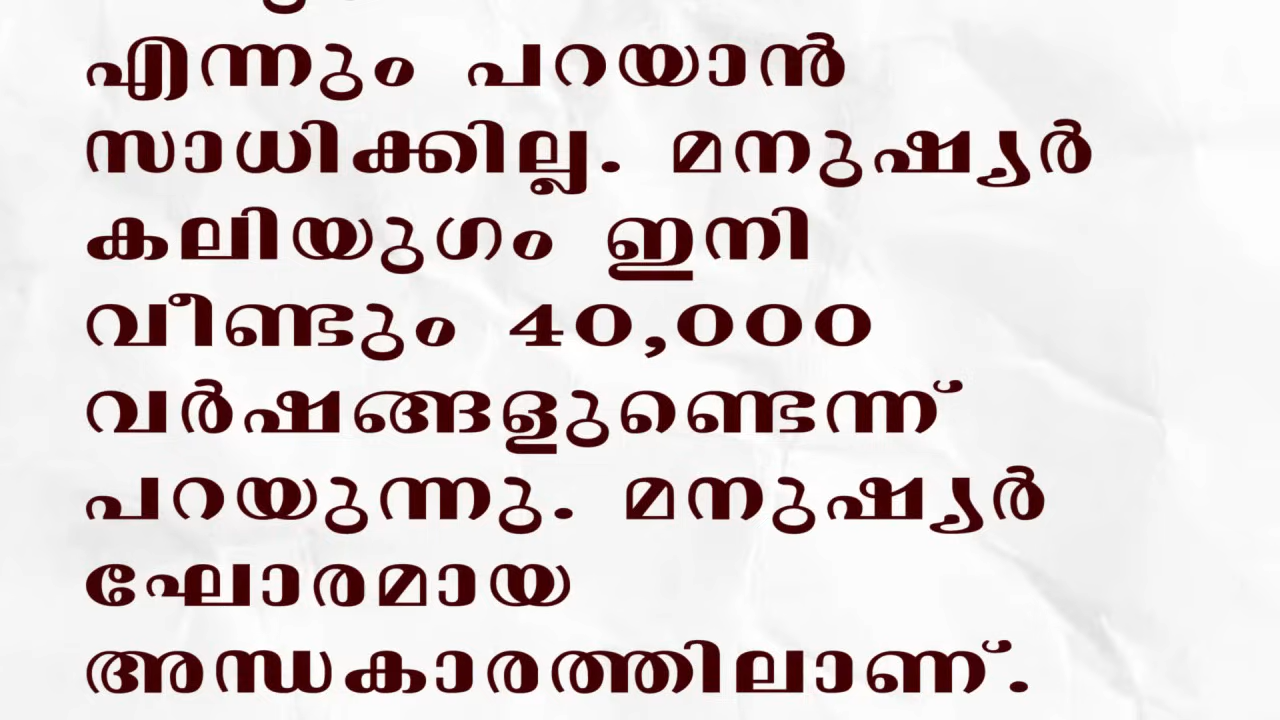 എന്നും പറയാൻ
സാധിക്കില്ല. മനുഷ്യർ
കലിയുഗം ഇനി
വീണ്ടും 40,000
വർഷങ്ങളുണ്ടെന്ന്
പറയുന്നു. മനുഷ്യർ
ഘോരമായ
അന്ധകാരത്തിലാണ്.